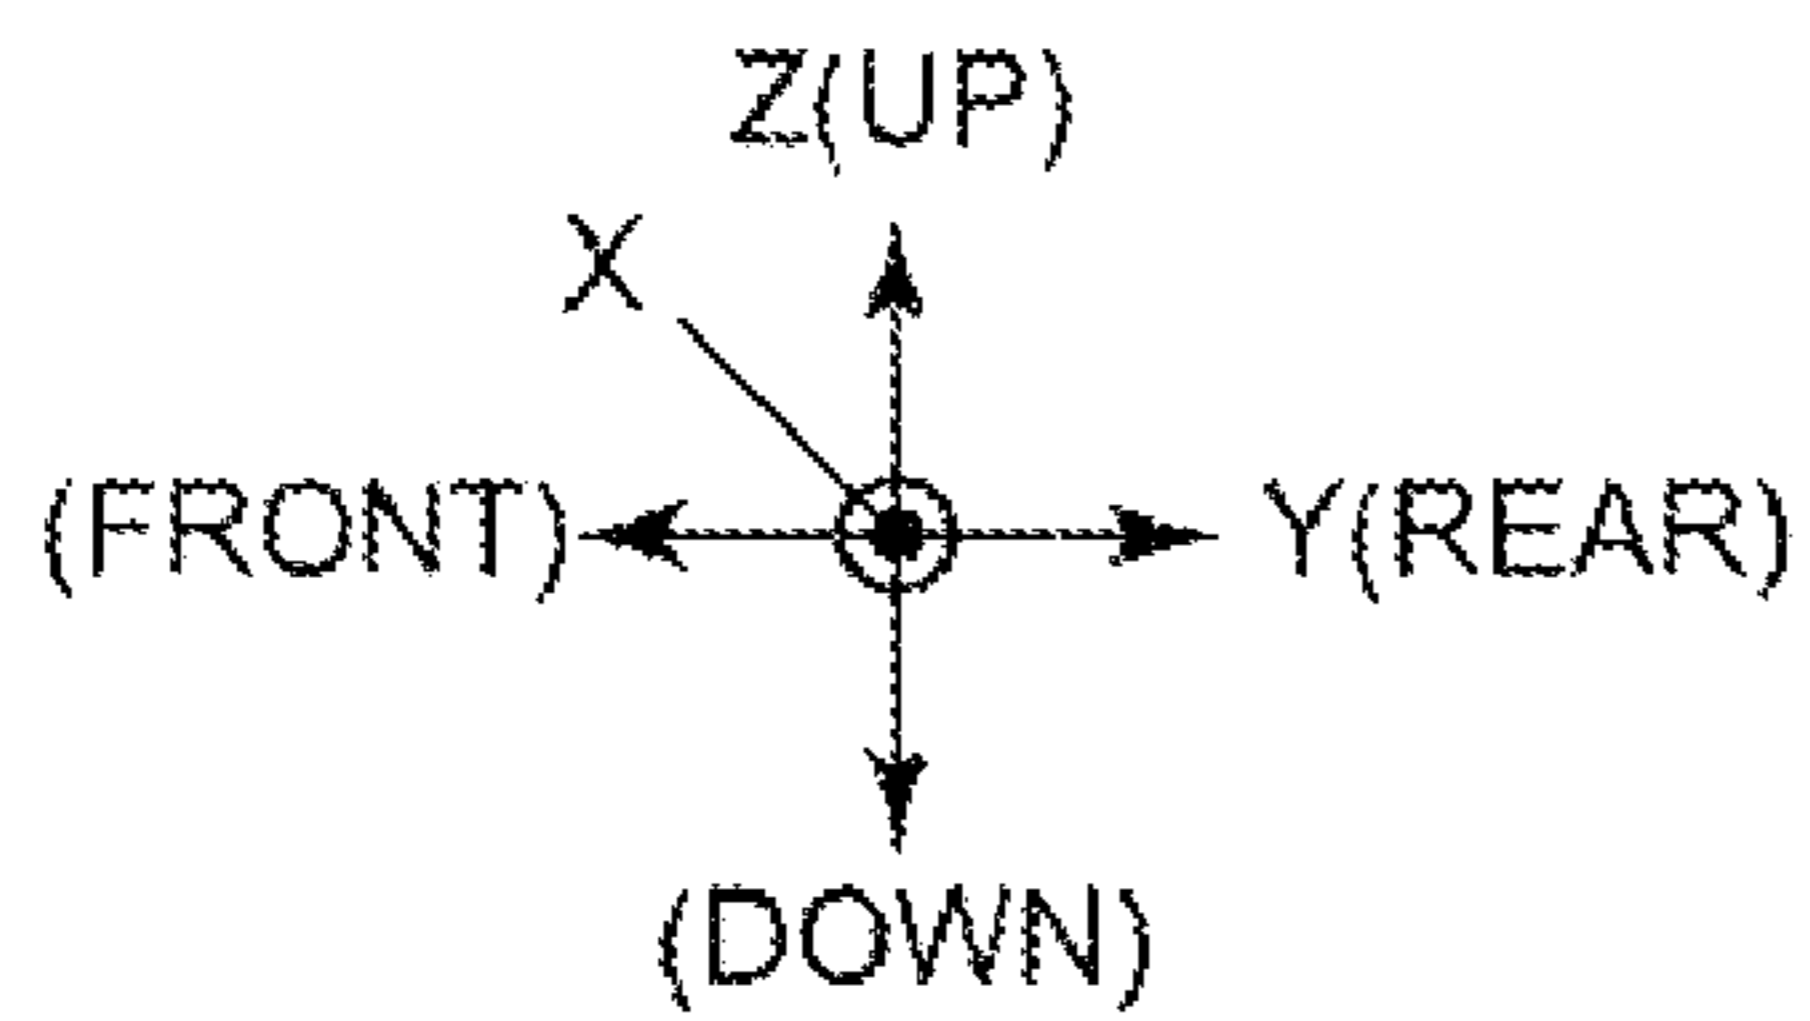 Z(UP)
X
(FRONT)
Y(REAR)
(DOWN)